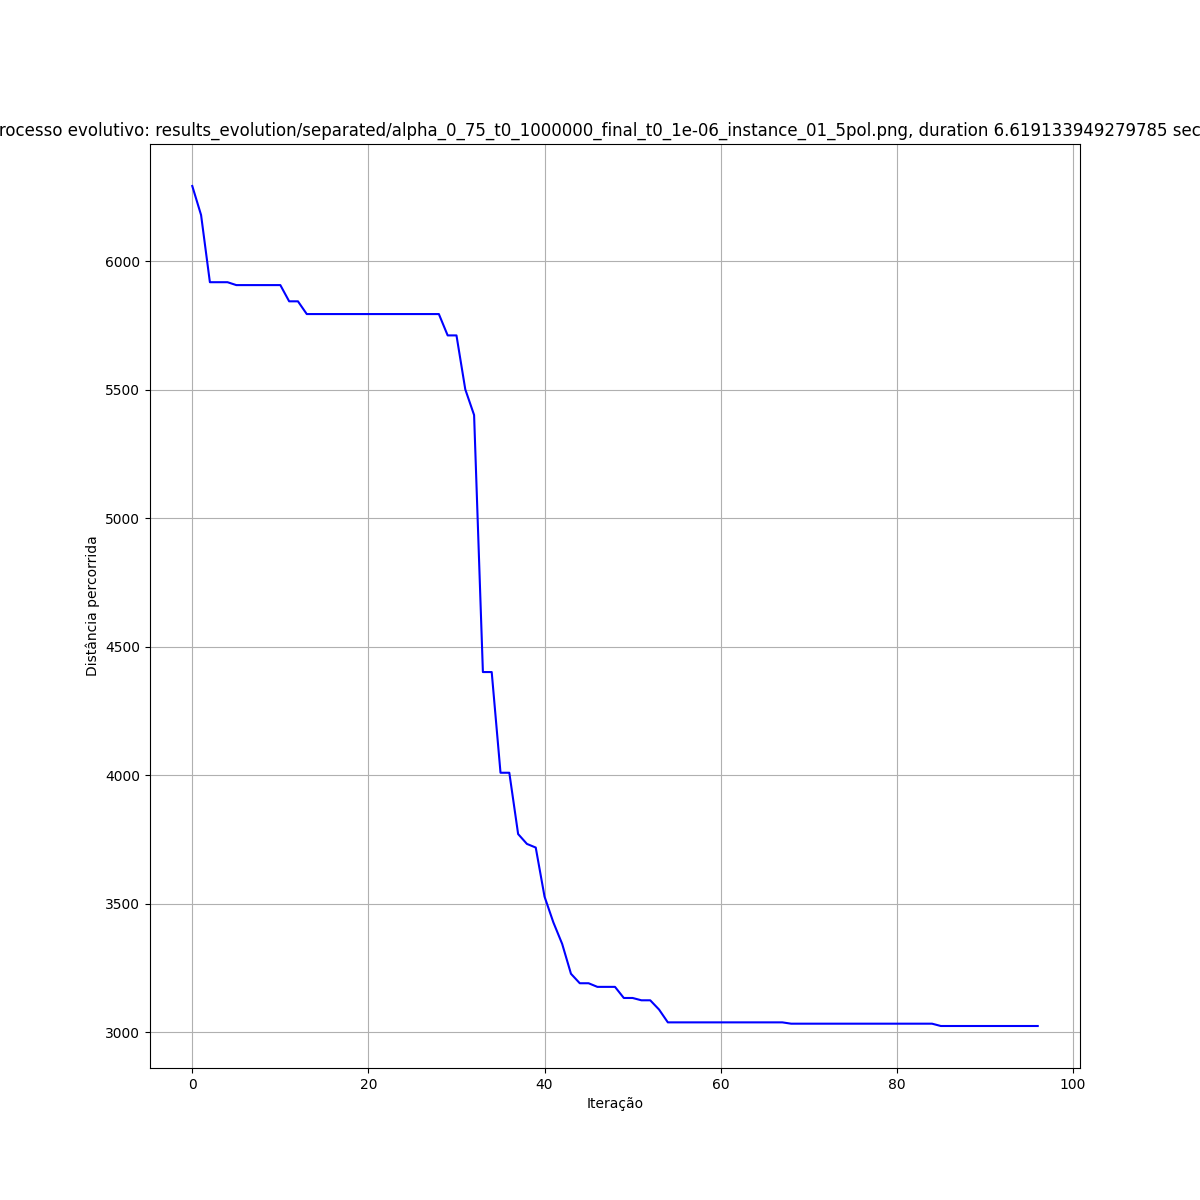 rocesso evolutivo: results_evolution/separated/alpha_0_75_t0_1000000_final_t0_1e-06_instance_01_5pol.png, duration 6.619133949279785 sec
6000
5500
5000
4500
4000
3500
3000
Distância percorrida
0 20 40 60 80 100
Iteração